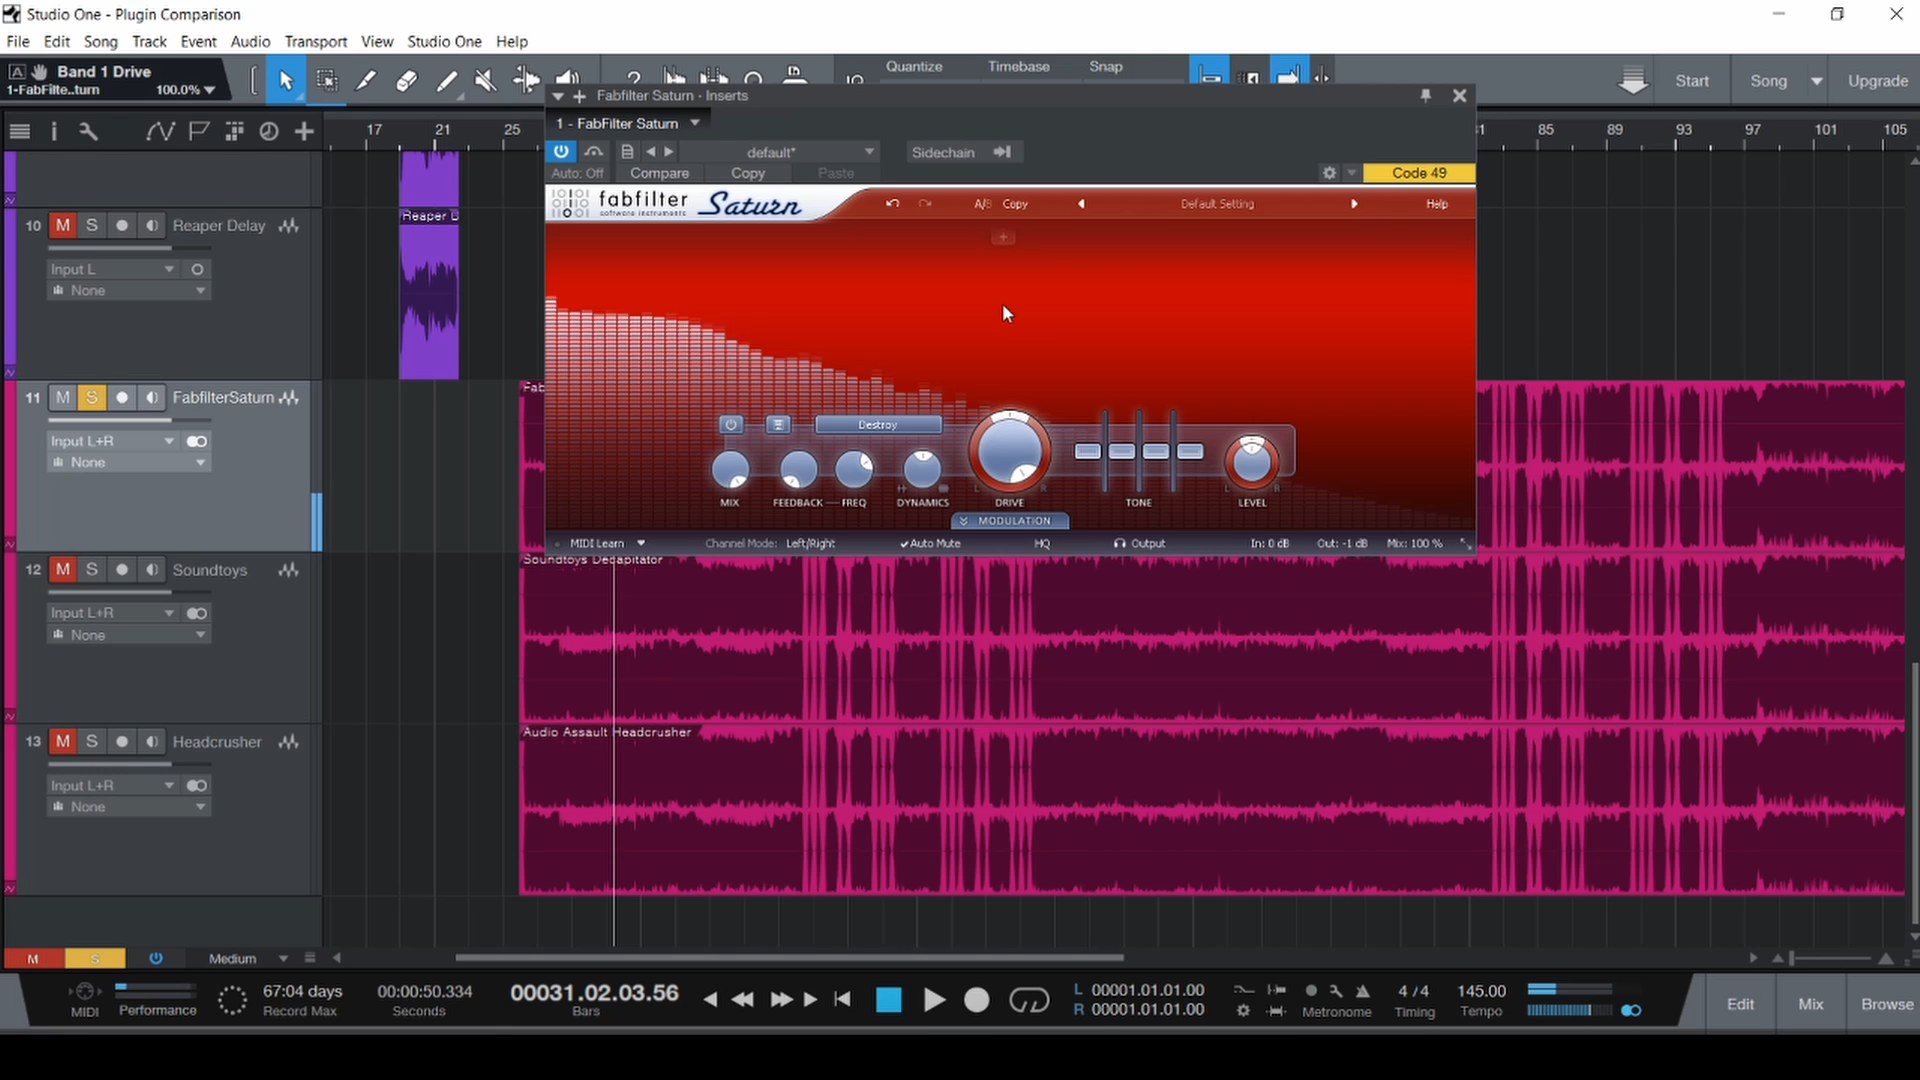 Studio One - Plugin Comparison
File Edit Song Track Event Audio Transport View Studio One Help
A Band 1 Drive
1-FabFilte..turn 100.0%
Quantize Timebase Snap
Start Song Upgrade
Fabfilter Saturn - Inserts
1 - FabFilter Saturn
default*
Sidechain
Auto: Off Compare Copy Paste
Code 49
17 21 25
85 89 93 97 101 105
fabfilter Saturn
software instruments
A/B Copy
Default Setting
Help
10 M S Reaper Delay
Input L
None
11 M S FabfilterSaturn
Input L+R
None
Destroy
MIX FEEDBACK FREQ DYNAMICS L DRIVE R TONE L LEVEL R
MODULATION
MIDI Learn Channel Mode: Left/Right Auto Mute HQ Output In: 0 dB Out: -1 dB Mix: 100 %
12 M S Soundtoys
Input L+R
None
Soundtoys Decapitator
13 M S Headcrusher
Input L+R
None
Audio Assault Headcrusher
M S Medium
MIDI
Performance
67:04 days
Record Max
00:00:50.334
Seconds
00031.02.03.56
Bars
L 00001.01.01.00
R 00001.01.01.00
Metronome
4 / 4
Timing
145.00
Tempo
Edit Mix Browse